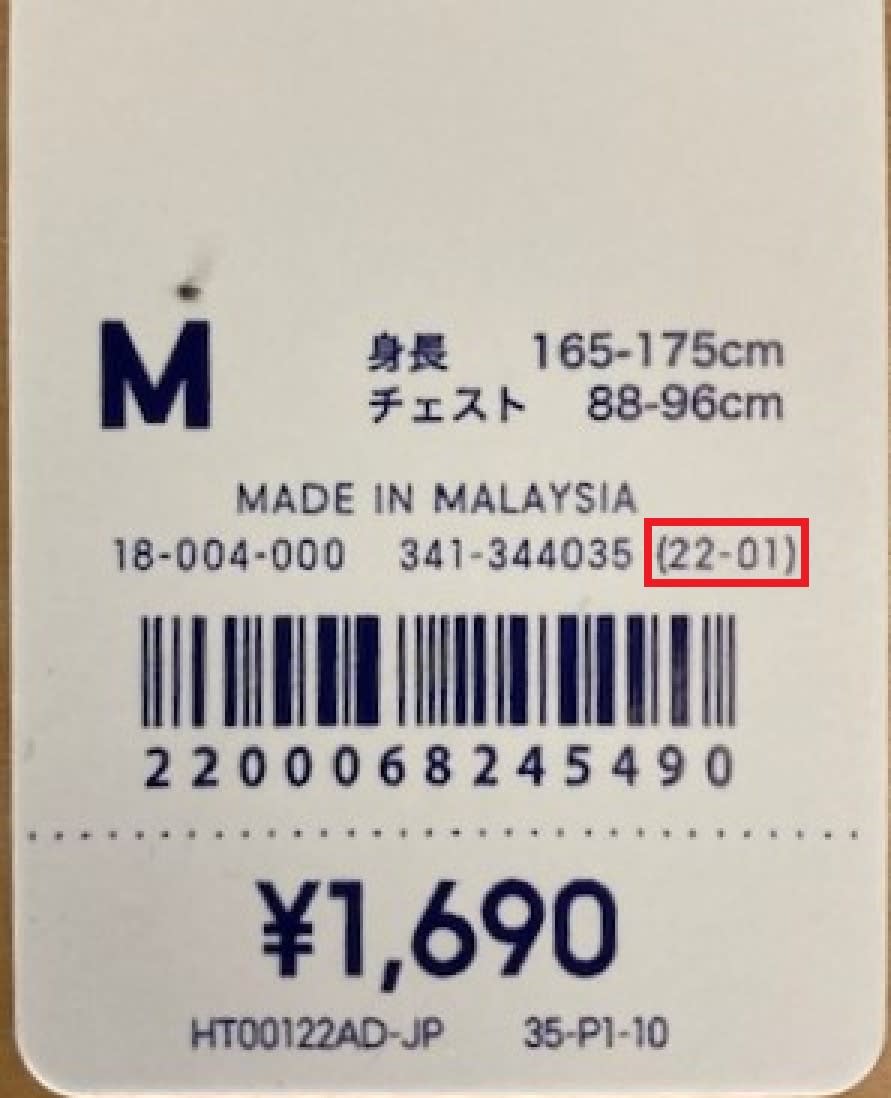 M
身長 165-175cm
チェスト 88-96cm
MADE IN MALAYSIA
18-004-000 341-344035 (22-01)
2200068245490
¥1,690
HT00122AD-JP 35-P1-10